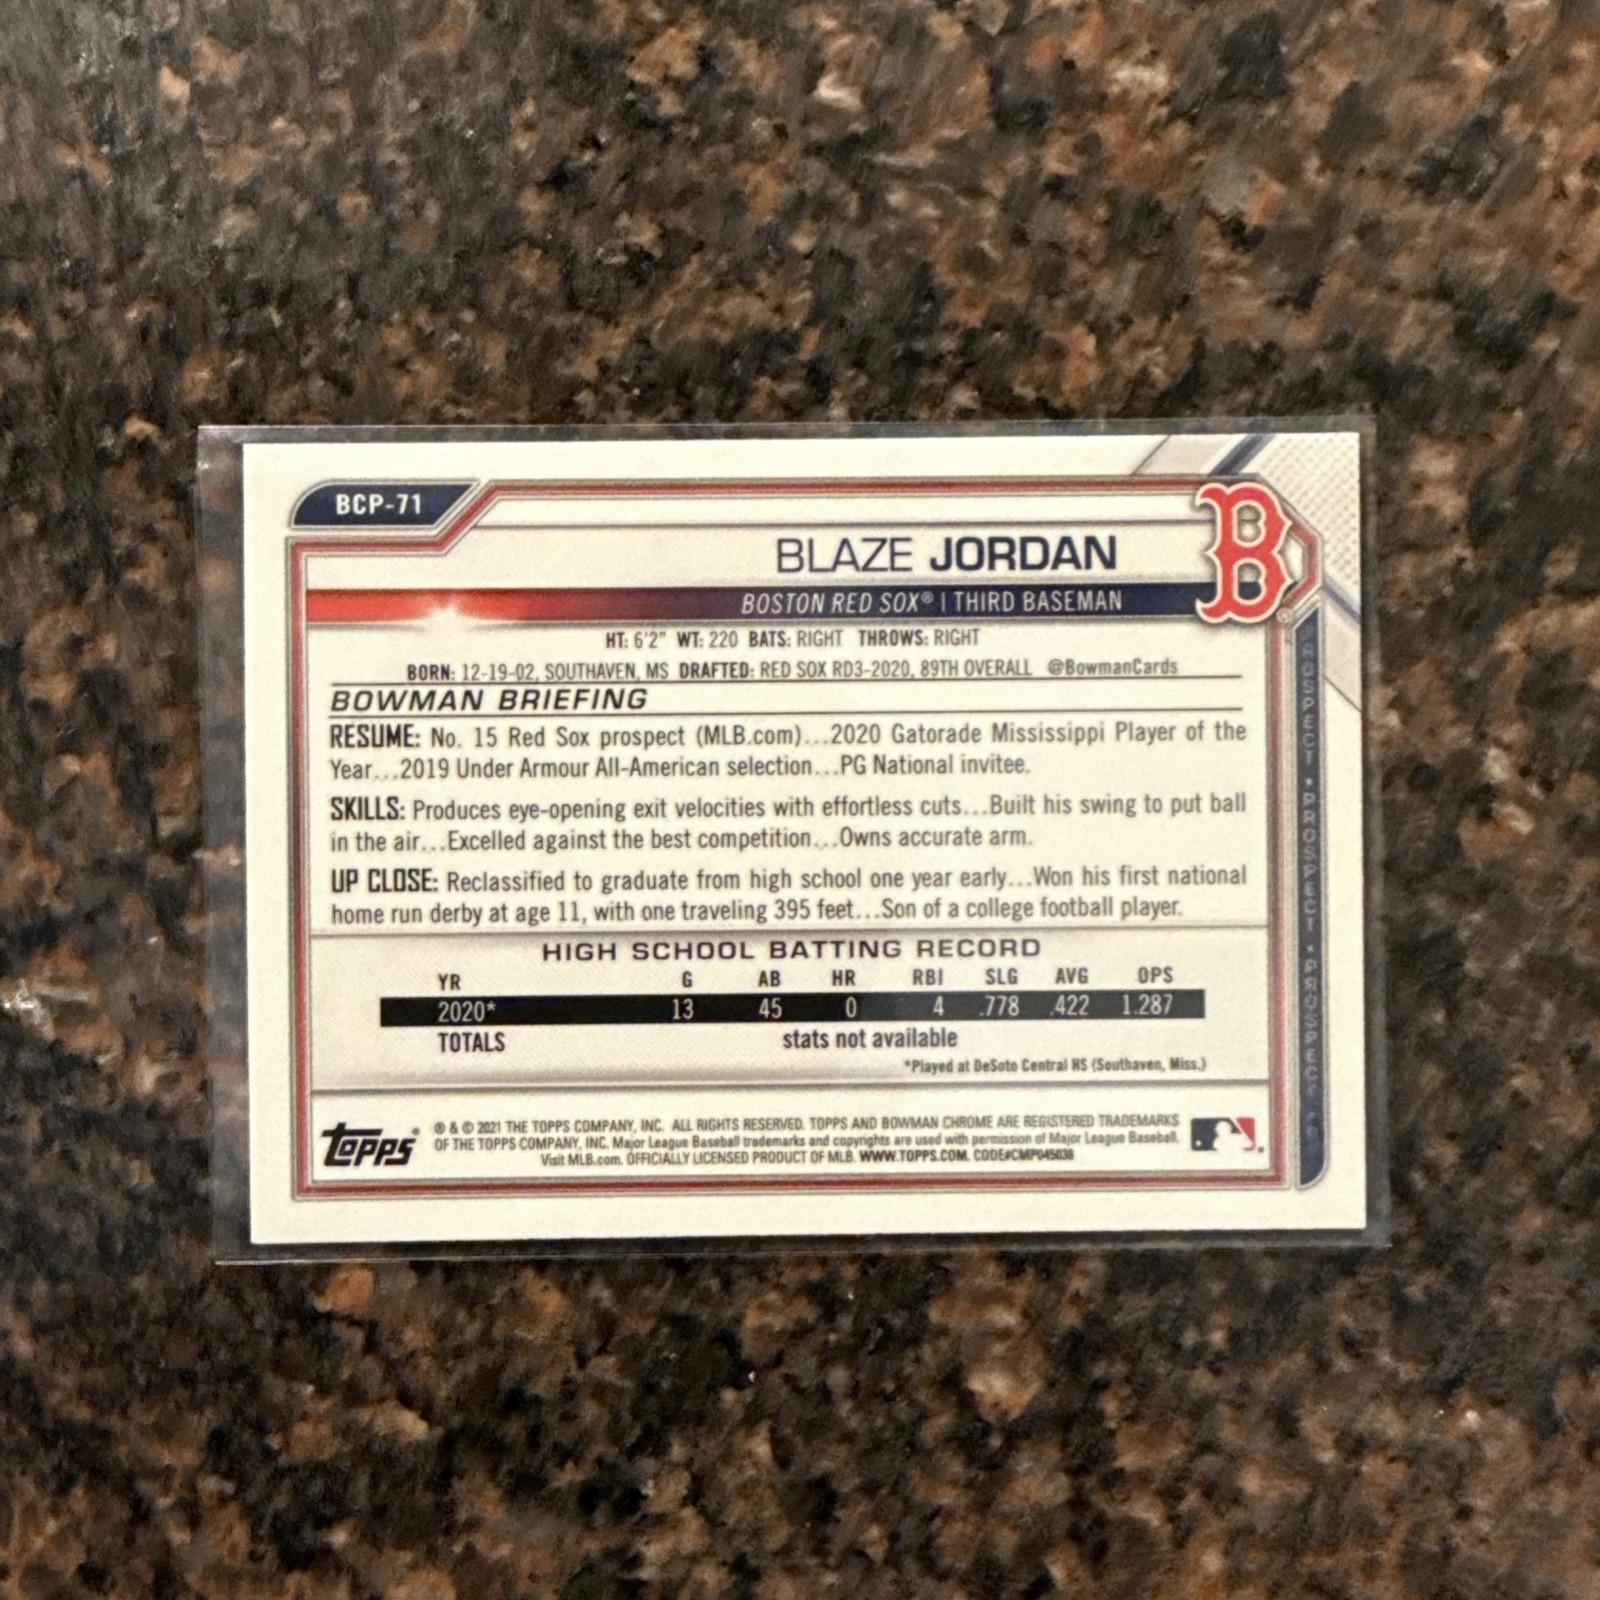 BCP-71
BLAZE JORDAN
BOSTON RED SOX® | THIRD BASEMAN
HT: 6'2" WT: 220 BATS: RIGHT THROWS: RIGHT
BORN: 12-19-02, SOUTHAVEN, MS DRAFTED: RED SOX RD3-2020, 89TH OVERALL @BowmanCards
BOWMAN BRIEFING
RESUME: No. 15 Red Sox prospect (MLB.com)...2020 Gatorade Mississippi Player of the
Year...2019 Under Armour All-American selection...PG National invitee.
SKILLS: Produces eye-opening exit velocities with effortless cuts...Built his swing to put ball
in the air...Excelled against the best competition...Owns accurate arm.
UP CLOSE: Reclassified to graduate from high school one year early...Won his first national
home run derby at age 11, with one traveling 395 feet...Son of a college football player.
HIGH SCHOOL BATTING RECORD
YR G AB HR RBI SLG AVG OPS
2020* 13 45 0 4 .778 .422 1.287
TOTALS stats not available
*Played at DeSoto Central HS (Southaven, Miss.)
TOPPS®
® & © 2021 THE TOPPS COMPANY, INC. ALL RIGHTS RESERVED. TOPPS AND BOWMAN CHROME ARE REGISTERED TRADEMARKS
OF THE TOPPS COMPANY, INC. Major League Baseball trademarks and copyrights are used with permission of Major League Baseball.
Visit MLB.com. OFFICIALLY LICENSED PRODUCT OF MLB. WWW.TOPPS.COM. CODE#CMP045038
B
PROSPECT • PROSPECT • PROSPECT • P